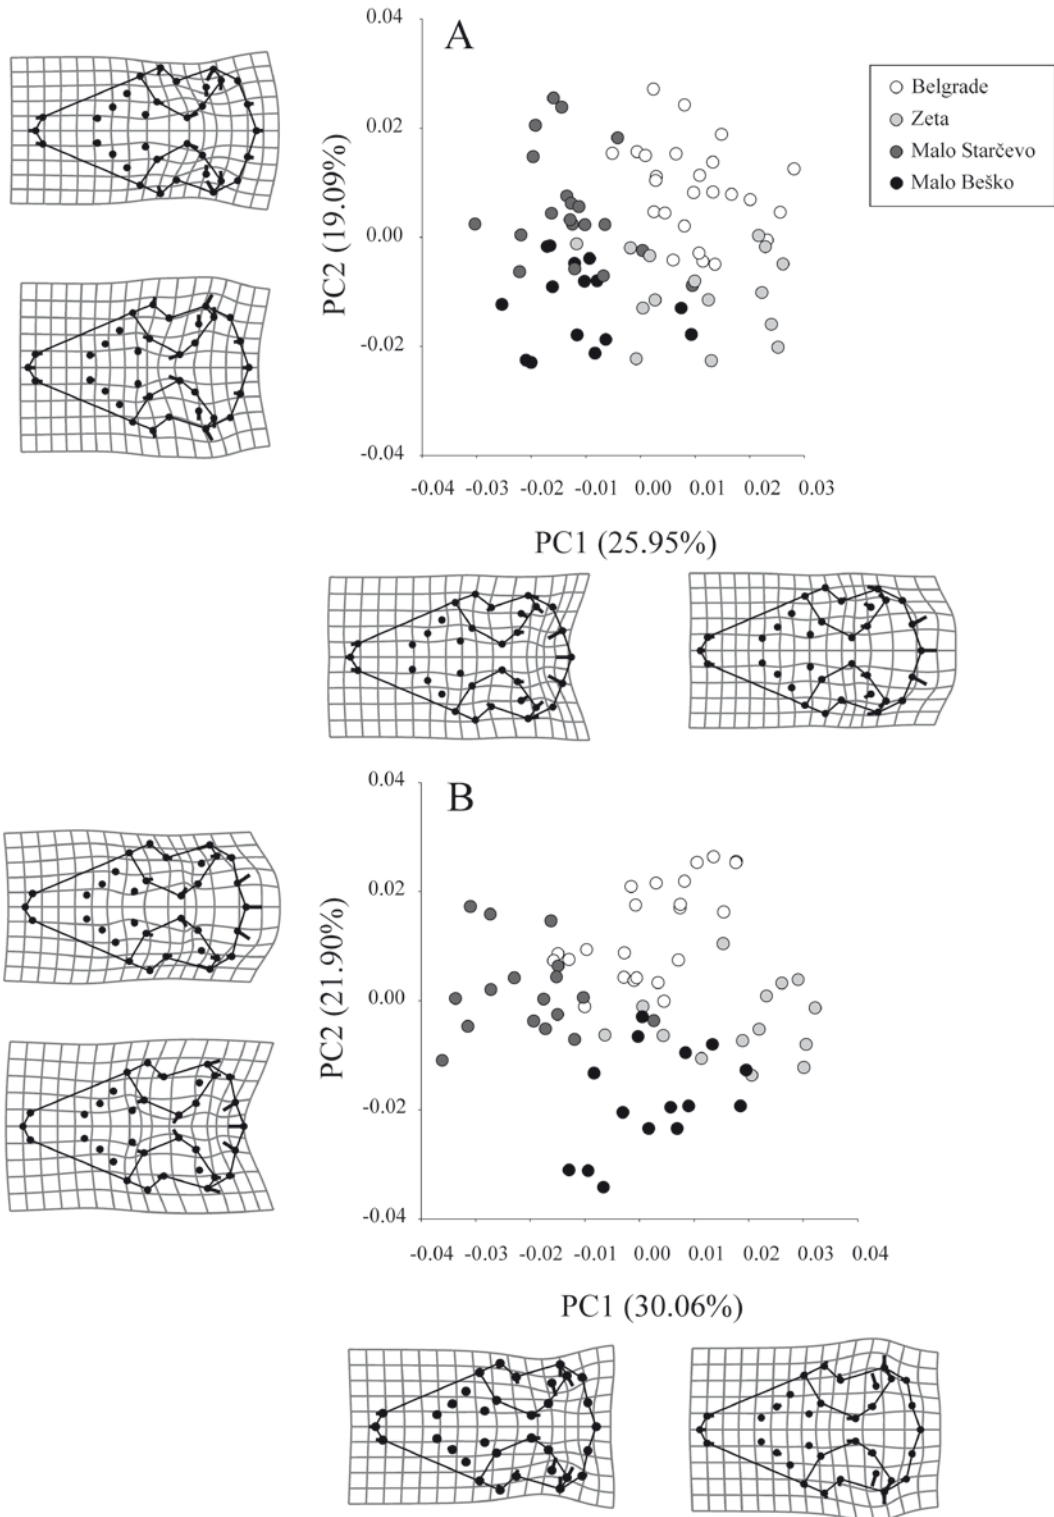 A
0.04
0.02
0.00
-0.02
-0.04
PC2 (19.09%)
-0.04 -0.03 -0.02 -0.01 0.00 0.01 0.02 0.03
PC1 (25.95%)
Belgrade
Zeta
Malo Starčevo
Malo Beško
B
0.04
0.02
0.00
-0.02
-0.04
PC2 (21.90%)
-0.04 -0.03 -0.02 -0.01 0.00 0.01 0.02 0.03 0.04
PC1 (30.06%)